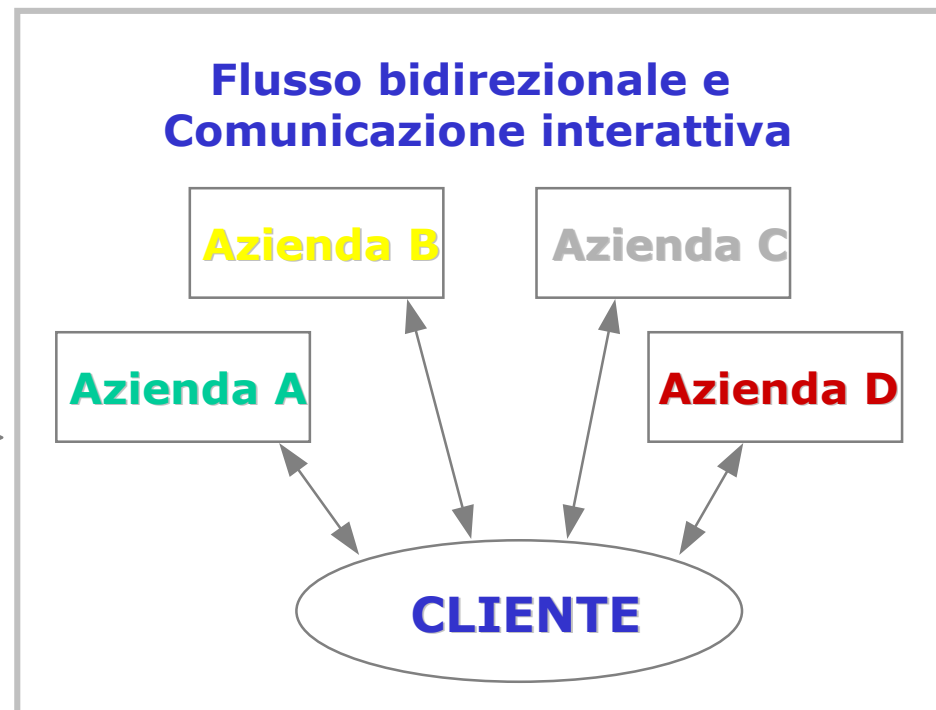 Flusso bidirezionale e
Comunicazione interattiva
Azienda B
Azienda C
Azienda A
Azienda D
CLIENTE